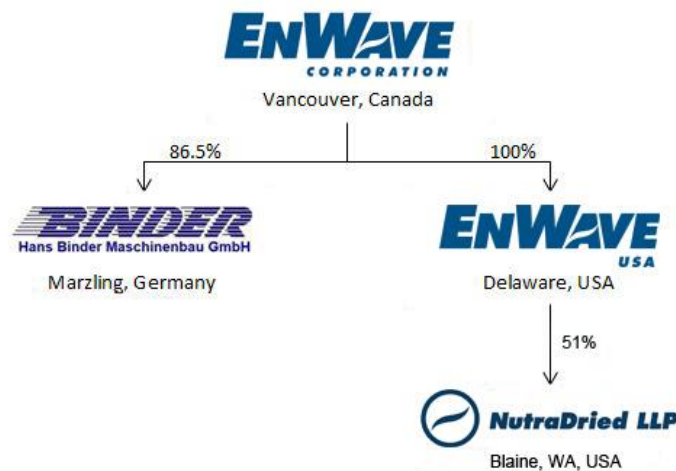 ENWAVE
CORPORATION
Vancouver, Canada
86.5%
100%
BINDER
Hans Binder Maschinenbau GmbH
Marzling, Germany
ENWAVE
USA
Delaware, USA
51%
NutraDried LLP
Blaine, WA, USA